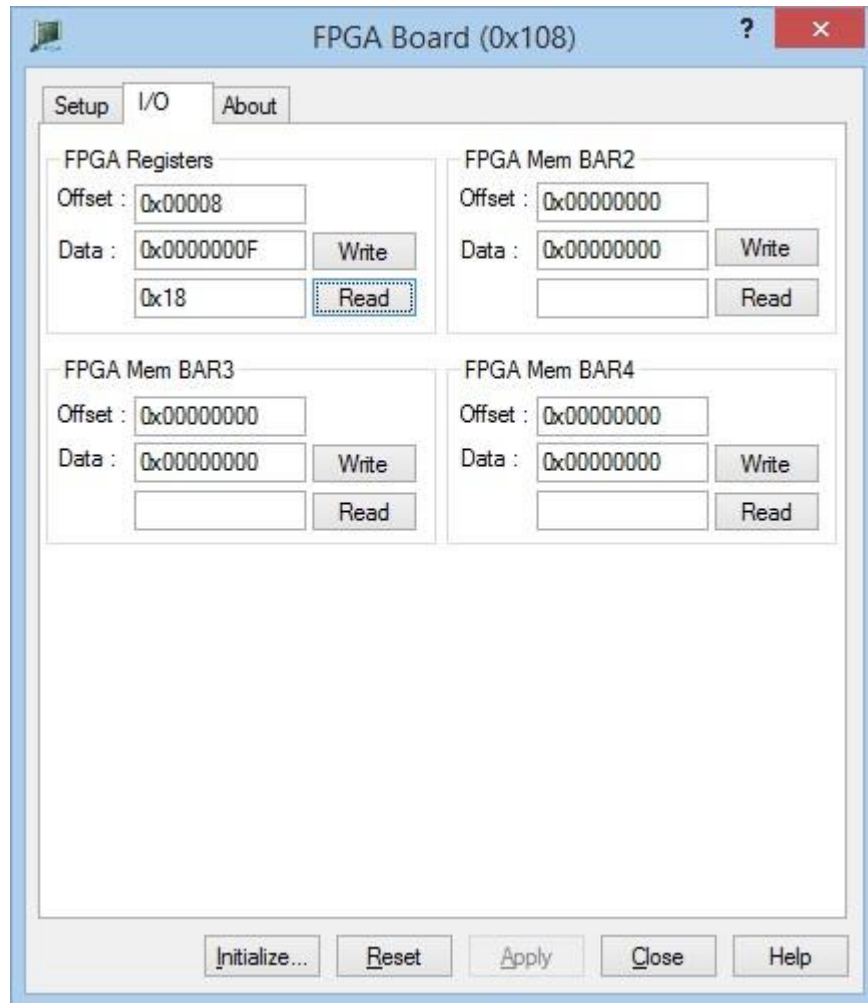 FPGA Board (0x108)
?
×
Setup I/O About
FPGA Registers
Offset : 0x00008
Data : 0x0000000F Write
0x18 Read
FPGA Mem BAR2
Offset : 0x00000000
Data : 0x00000000 Write
Read
FPGA Mem BAR3
Offset : 0x00000000
Data : 0x00000000 Write
Read
FPGA Mem BAR4
Offset : 0x00000000
Data : 0x00000000 Write
Read
Initialize... Reset Apply Close Help